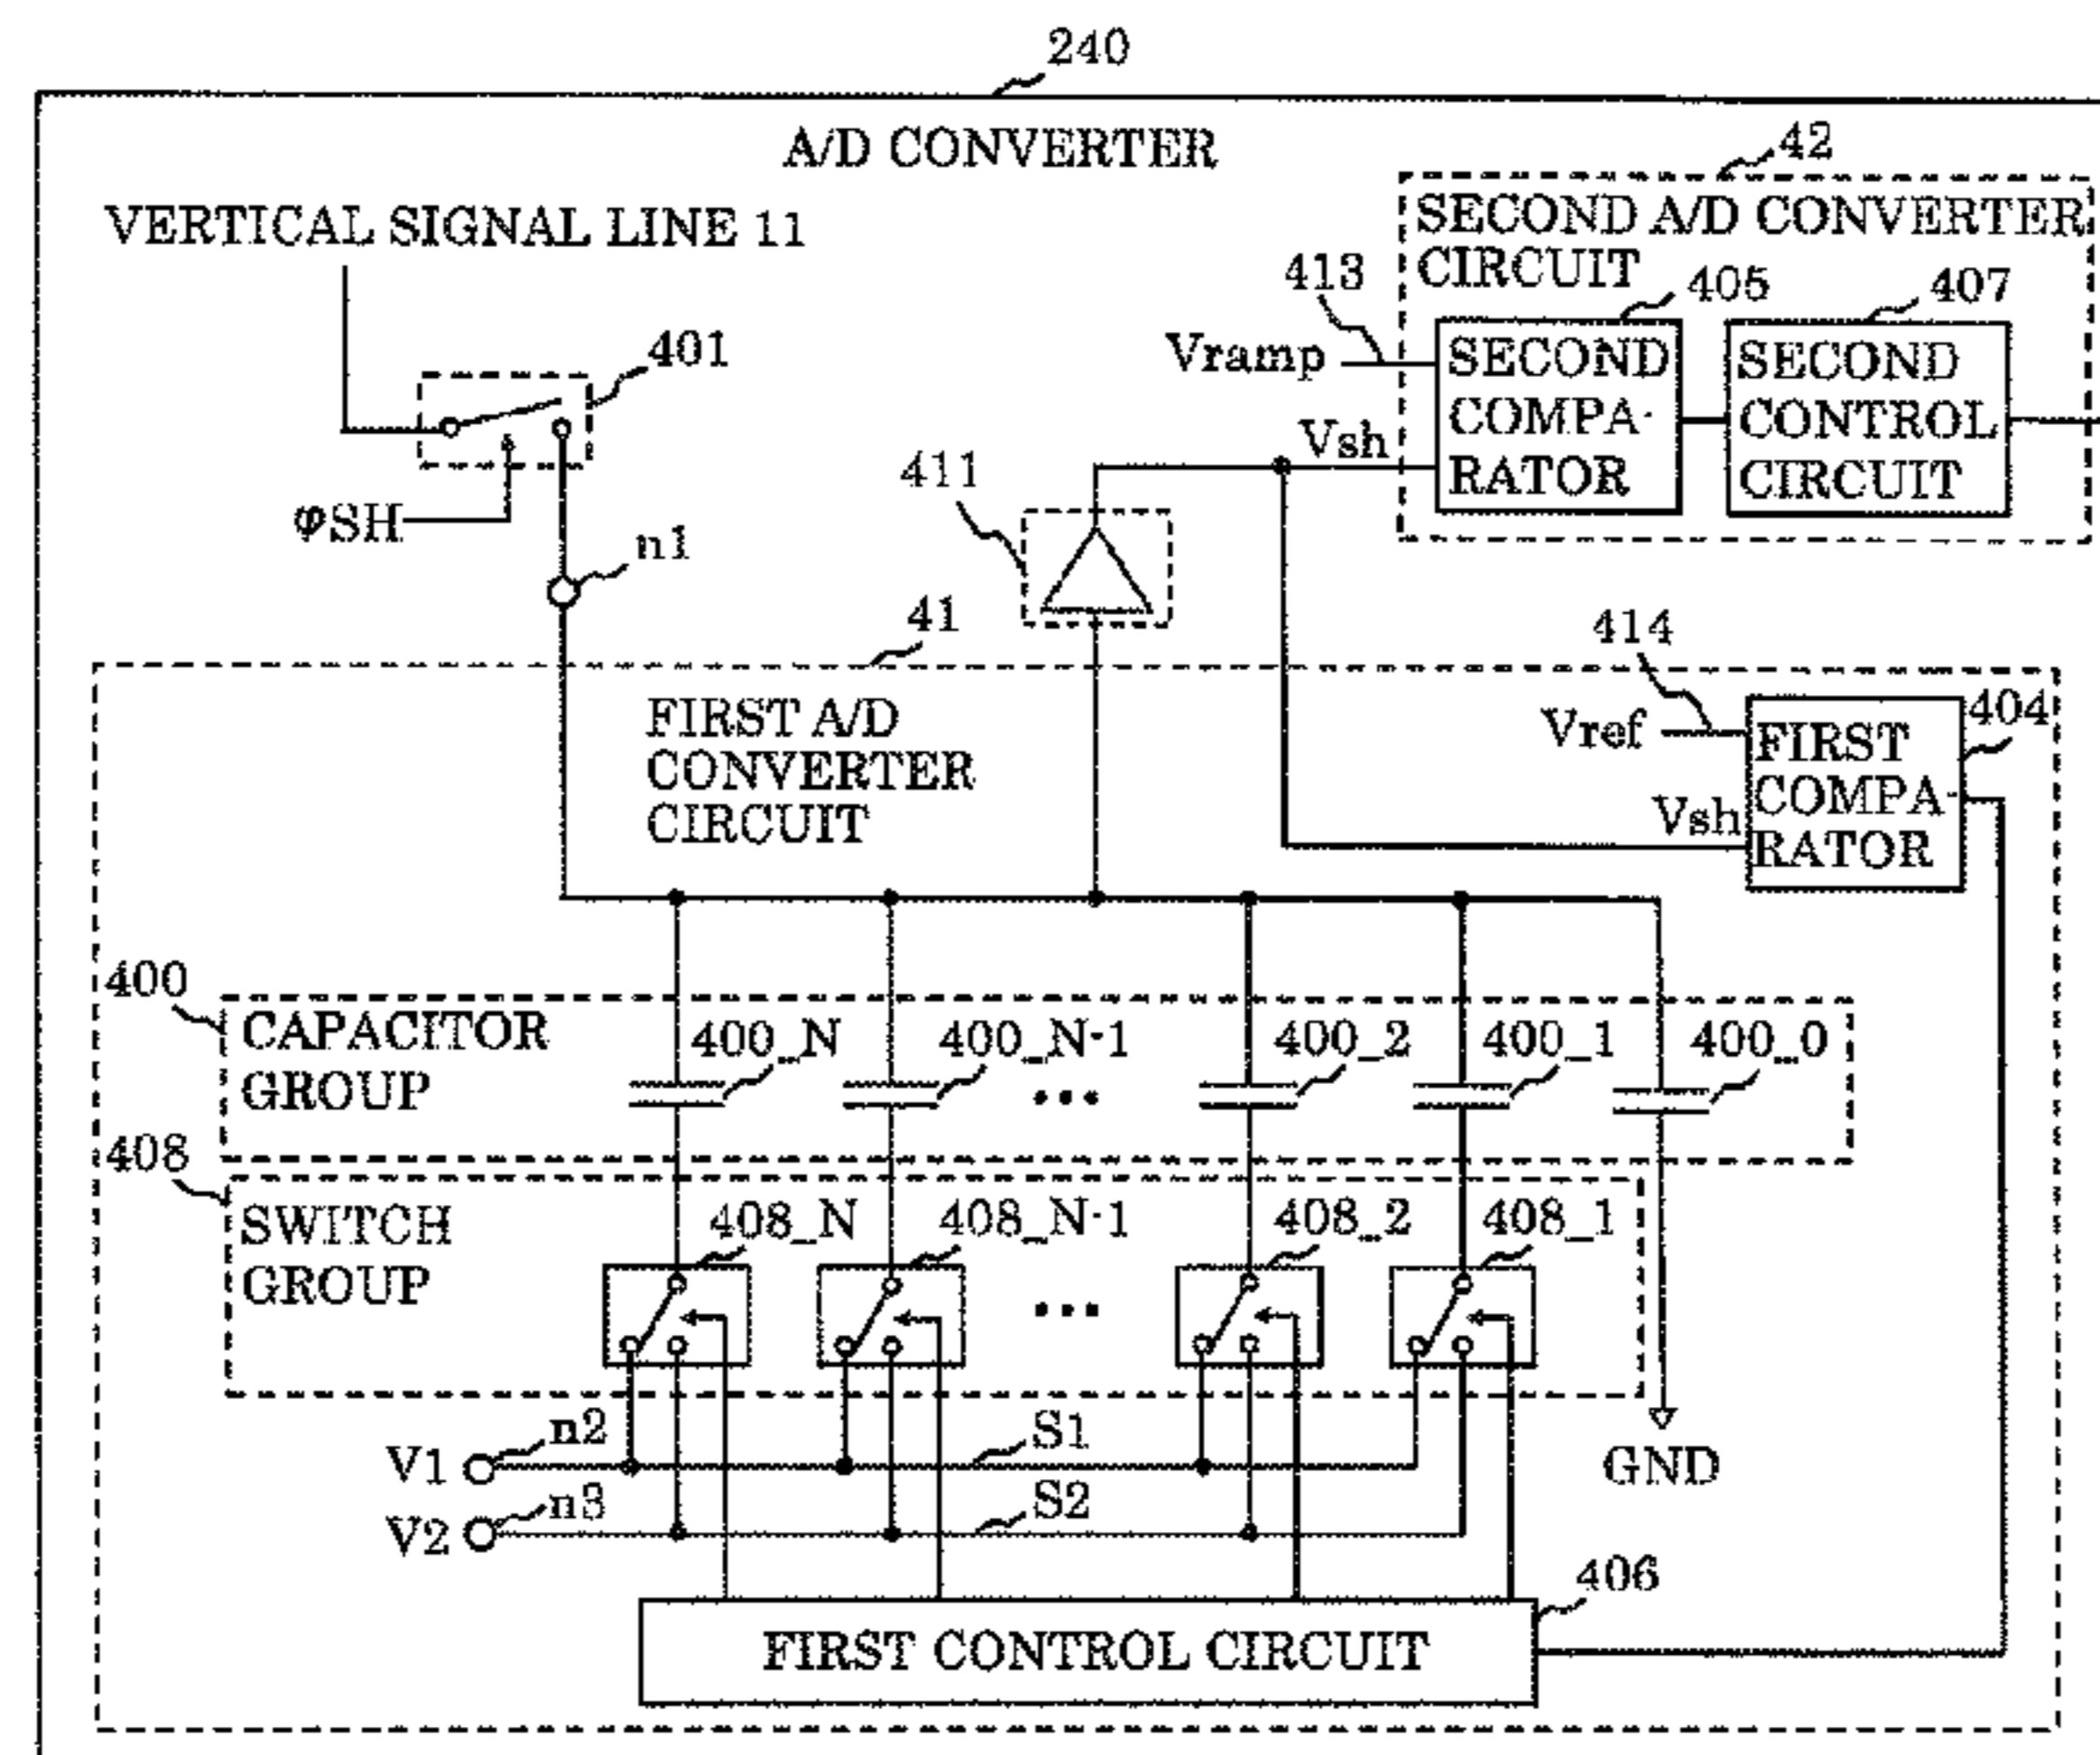 240
A/D CONVERTER
42
VERTICAL SIGNAL LINE 11
SECOND A/D CONVERTER
CIRCUIT
413
405
407
Vramp
SECOND
COMPA-
RATOR
SECOND
CONTROL
CIRCUIT
401
Vsh
411
φSH
n1
41
414
FIRST A/D
CONVERTER
CIRCUIT
Vref
404
FIRST
COMPA-
RATOR
Vsh
400
CAPACITOR
GROUP
400_N
400_N-1
...
400_2
400_1
400_0
408
SWITCH
GROUP
408_N
408_N-1
...
408_2
408_1
V1
n2
S1
GND
V2
n3
S2
406
FIRST CONTROL CIRCUIT